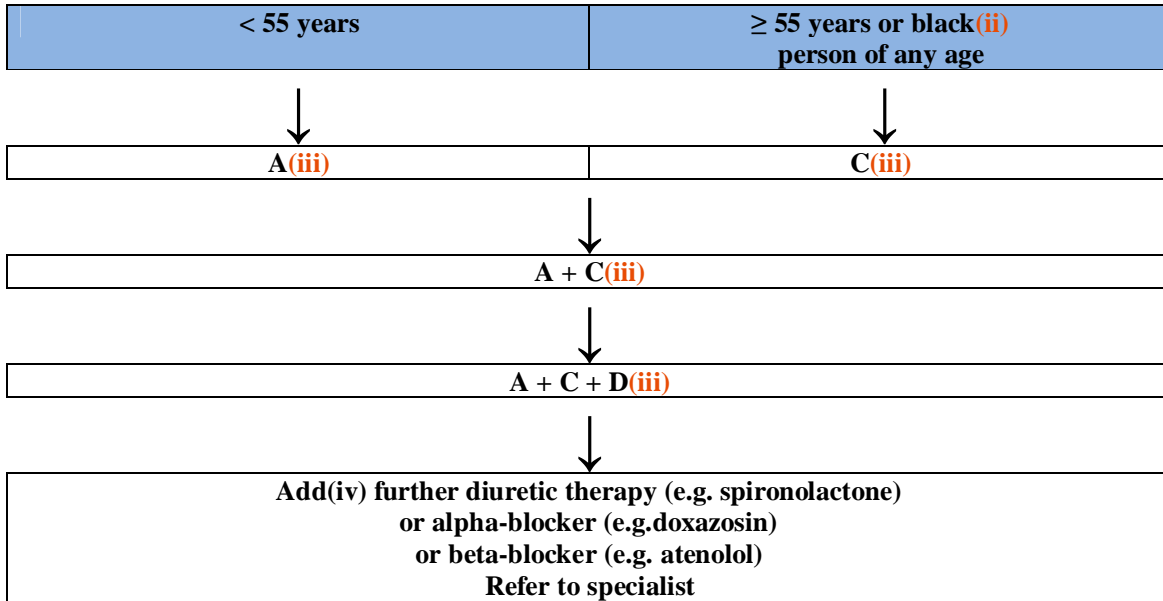 < 55 years
≥ 55 years or black(ii)
person of any age
A(iii)
C(iii)
A + C(iii)
A + C + D(iii)
Add(iv) further diuretic therapy (e.g. spironolactone)
or alpha-blocker (e.g.doxazosin)
or beta-blocker (e.g. atenolol)
Refer to specialist